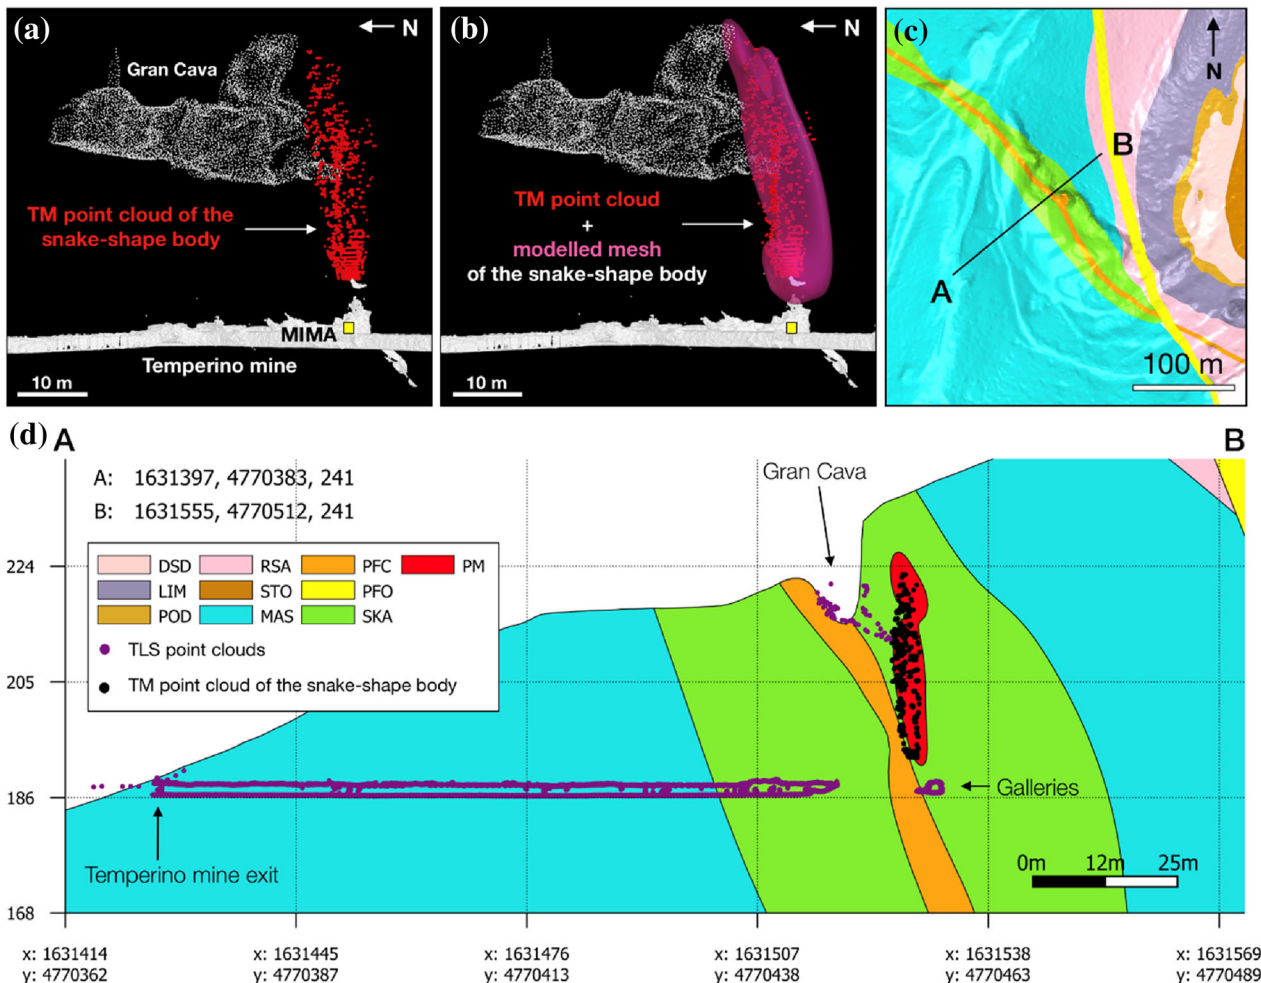 (a)
N
Gran Cava
TM point cloud of the
snake-shape body
MIMA
Temperino mine
10 m
(b)
N
TM point cloud
+
modelled mesh
of the snake-shape body
10 m
(c)
N
B
A
100 m
(d)
A
B
A: 1631397, 4770383, 241
B: 1631555, 4770512, 241
DSD RSA PFC PM
LIM STO PFO
POD MAS SKA
TLS point clouds
TM point cloud of the snake-shape body
Gran Cava
224
205
186
168
Galleries
Temperino mine exit
0m 12m 25m
x: 1631414 x: 1631445 x: 1631476 x: 1631507 x: 1631538 x: 1631569
y: 4770362 y: 4770387 y: 4770413 y: 4770438 y: 4770463 y: 4770489